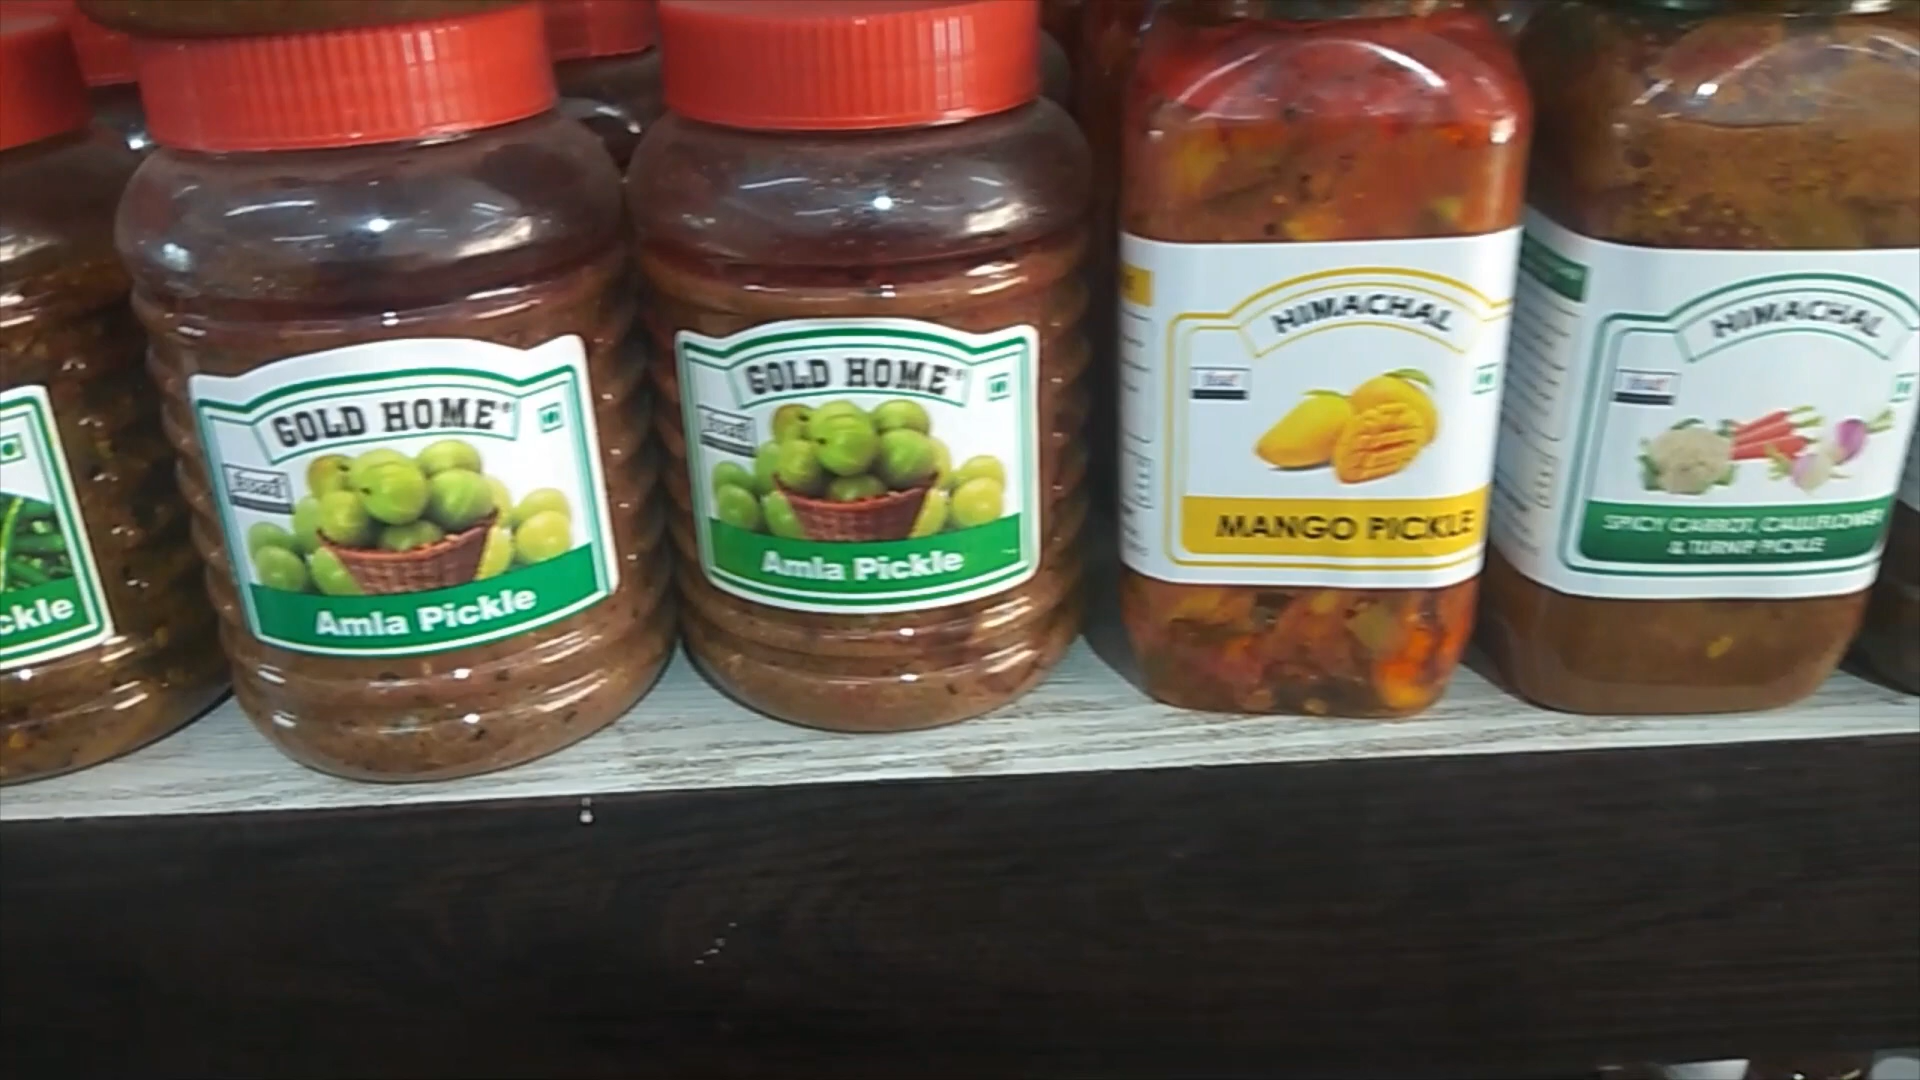 ckle
GOLD HOME
Amla Pickle
GOLD HOME
Amla Pickle
HIMACHAL
MANGO PICKLE
HIMACHAL
SPICY CARROT, CAULIFLOWER
& TURNIP PICKLE